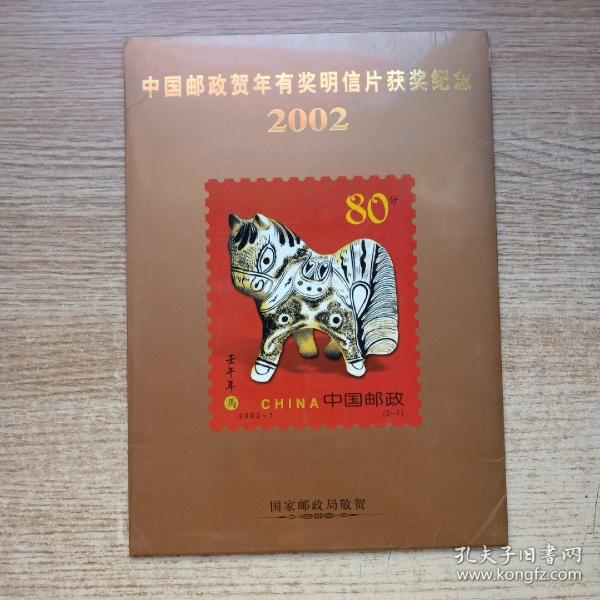 中国邮政贺年有奖明信片获奖纪念
2002
80分
壬午年
馬
2002-1
CHINA 中国邮政
(2-1)
国家邮政局敬贺
孔夫子旧书网
www.kongfz.com